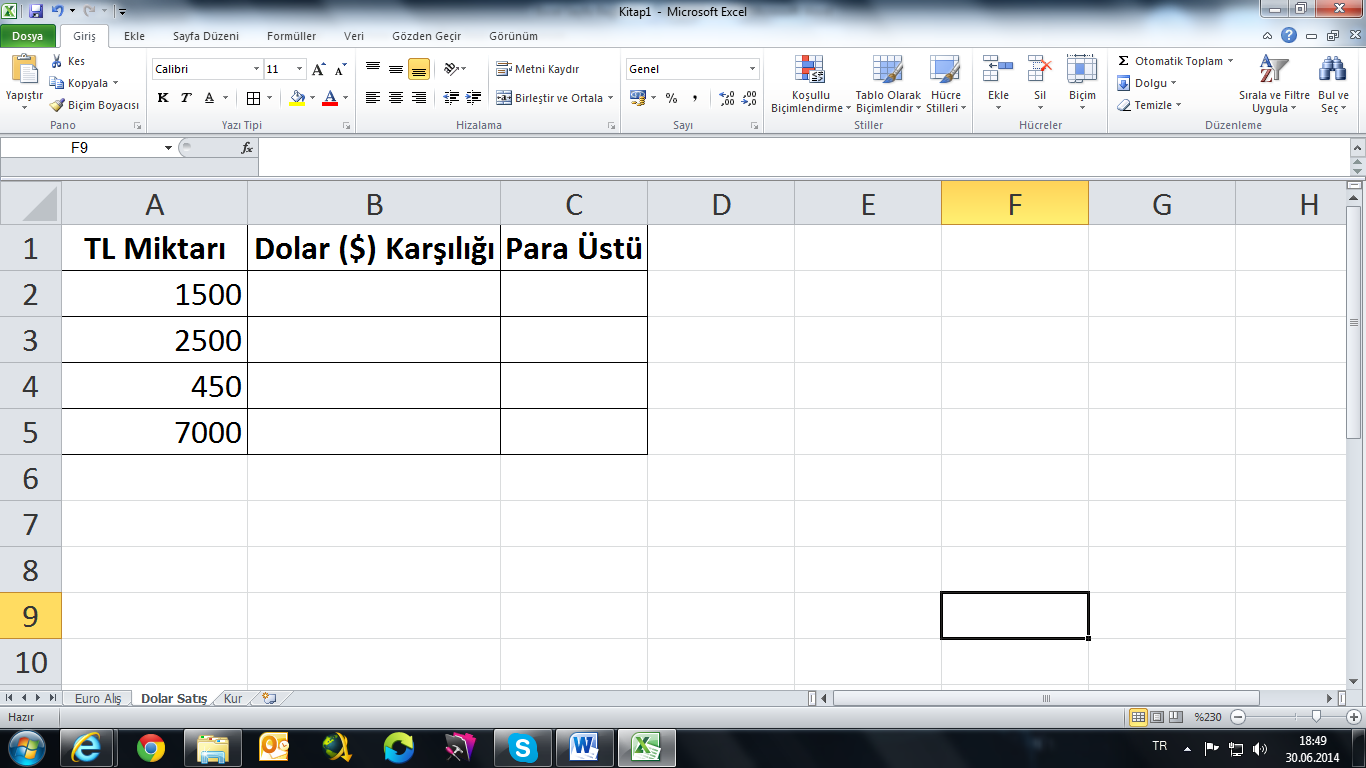 Kitap1 - Microsoft Excel
Dosya Giriş Ekle Sayfa Düzeni Formüller Veri Gözden Geçir Görünüm
Yapıştır
Kes
Kopyala
Biçim Boyacısı
Pano
Calibri 11
K T A
Yazı Tipi
Metni Kaydır
Birleştir ve Ortala
Hizalama
Genel
Sayı
Koşullu Biçimlendirme
Tablo Olarak Biçimlendir
Hücre Stilleri
Stiller
Ekle Sil Biçim
Hücreler
Σ Otomatik Toplam
Dolgu
Temizle
Sırala ve Filtre Uygula
Bul ve Seç
Düzenleme
F9 fx
A B C D E F G H
1 TL Miktarı Dolar ($) Karşılığı Para Üstü
2 1500
3 2500
4 450
5 7000
6
7
8
9
10
Euro Alış Dolar Satış Kur
Hazır %230
TR 18:49
30.06.2014